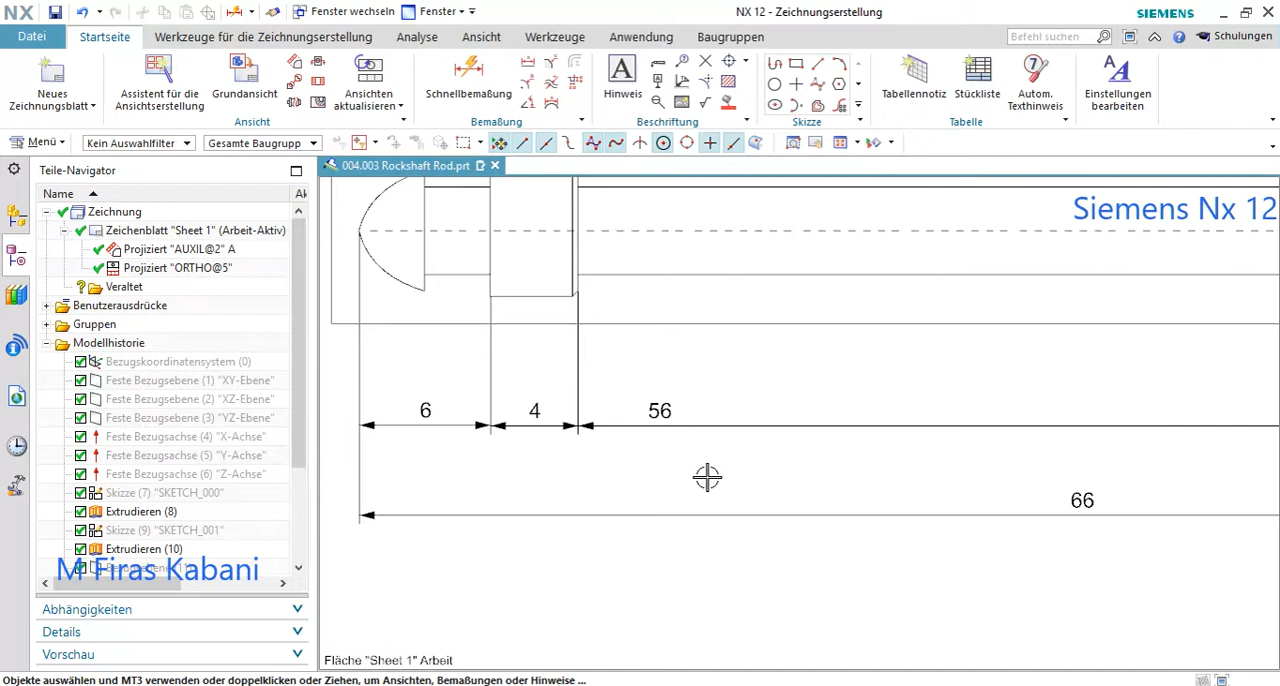 NX
Fenster wechseln
Fenster
NX 12 - Zeichnungserstellung
SIEMENS
Datei
Startseite
Werkzeuge für die Zeichnungserstellung
Analyse
Ansicht
Werkzeuge
Anwendung
Baugruppen
Befehl suchen
Schulungen
Neues
Zeichnungsblatt
Assistent für die
Ansichtserstellung
Grundansicht
Ansichten
aktualisieren
Ansicht
Schnellbemaßung
Bemaßung
A
Hinweis
Beschriftung
Skizze
Tabellennotiz
Stückliste
Autom.
Texthinweis
Tabelle
Einstellungen
bearbeiten
Menü
Kein Auswahlfilter
Gesamte Baugruppe
Teile-Navigator
Name
Ak
Zeichnung
Zeichenblatt "Sheet 1" (Arbeit-Aktiv)
Projiziert "AUXIL@2" A
Projiziert "ORTHO@5"
Veraltet
Benutzerausdrücke
Gruppen
Modellhistorie
Bezugskoordinatensystem (0)
Feste Bezugsebene (1) "XY-Ebene"
Feste Bezugsebene (2) "XZ-Ebene"
Feste Bezugsebene (3) "YZ-Ebene"
Feste Bezugsachse (4) "X-Achse"
Feste Bezugsachse (5) "Y-Achse"
Feste Bezugsachse (6) "Z-Achse"
Skizze (7) "SKETCH_000"
Extrudieren (8)
Skizze (9) "SKETCH_001"
Extrudieren (10)
M Firas Kabani
Abhängigkeiten
Details
Vorschau
004.003 Rockshaft Rod.prt
Siemens Nx 12
6
4
56
66
Fläche "Sheet 1" Arbeit
Objekte auswählen und MT3 verwenden oder doppelklicken oder Ziehen, um Ansichten, Bemaßungen oder Hinweise ...